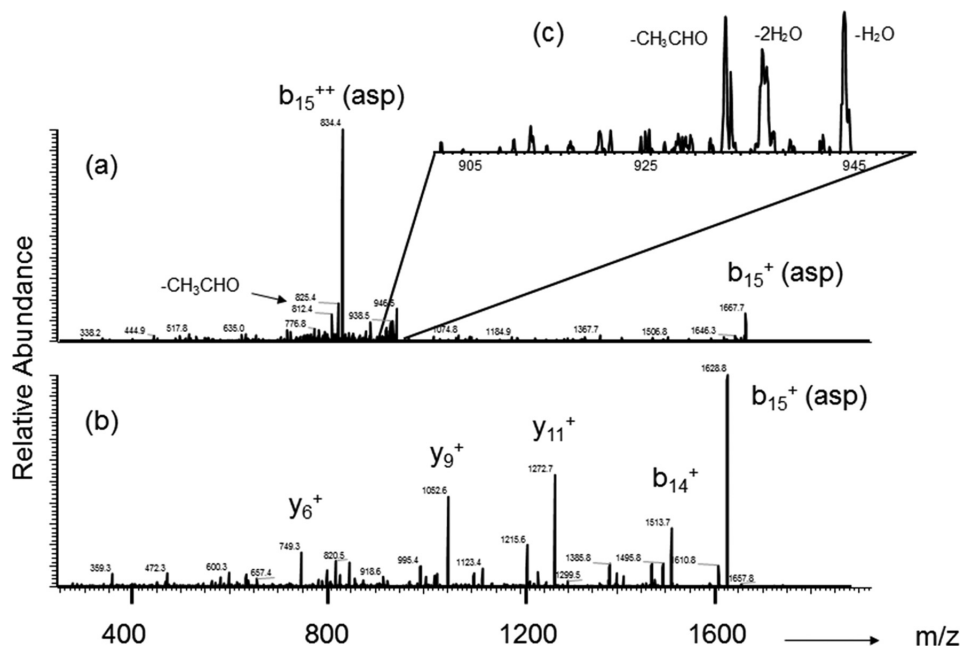 (c)
-CH₃CHO
-2H₂O
-H₂O
905
925
945
(a)
b₁₅⁺⁺ (asp)
834.4
-CH₃CHO
825.4
812.4
776.8
938.5
338.2
444.9
517.8
635.0
1074.8
1184.9
1367.7
1506.8
1646.3
1667.7
b₁₅⁺ (asp)
Relative Abundance
(b)
1628.8
b₁₅⁺ (asp)
y₆⁺
749.3
y₉⁺
1052.6
y₁₁⁺
1272.7
b₁₄⁺
1513.7
359.3
472.3
600.3
657.4
820.5
918.6
995.4
1123.4
1215.6
1299.5
1385.8
1495.8
1657.8
Relative Abundance
400
800
1200
1600
m/z